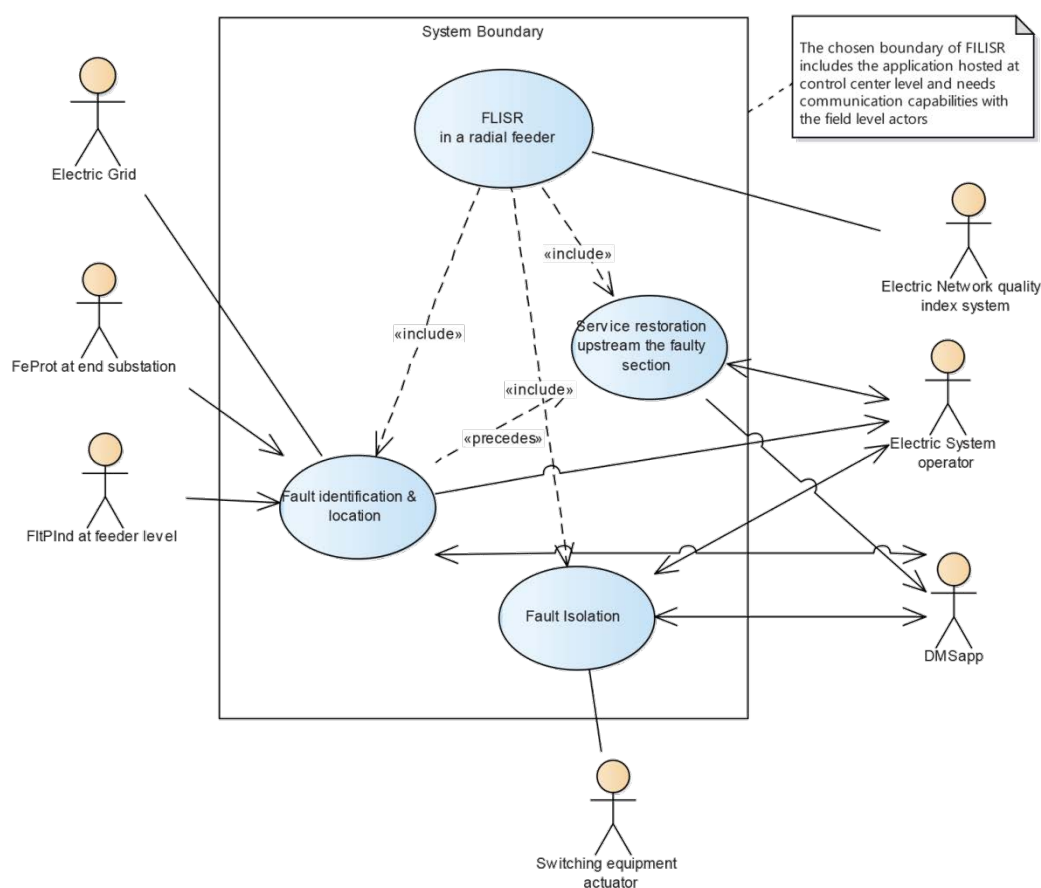 System Boundary
The chosen boundary of FILISR
includes the application hosted at
control center level and needs
communication capabilities with
the field level actors
FLISR
in a radial feeder
Electric Grid
«include»
Electric Network quality
index system
FeProt at end substation
«include»
Service restoration
upstream the faulty
section
«include»
«precedes»
Electric System
operator
Fault identification &
location
FltPInd at feeder level
Fault Isolation
DMSapp
Switching equipment
actuator